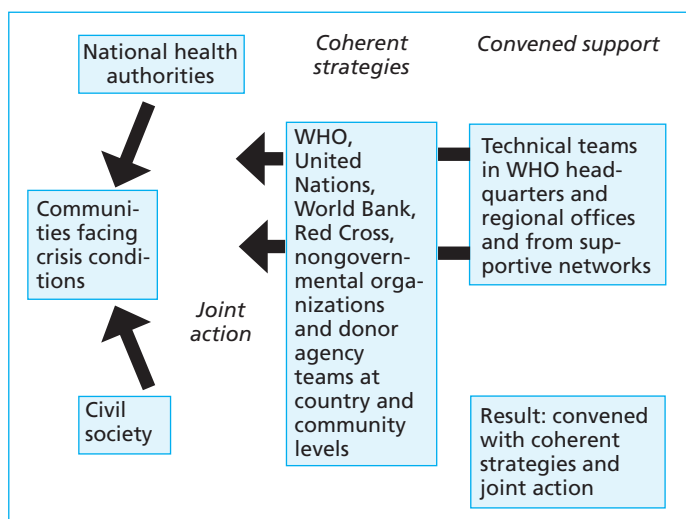 National health
authorities
Coherent
strategies
Convened support
WHO,
United
Nations,
World Bank,
Red Cross,
nongovern-
mental orga-
nizations
and donor
agency
teams at
country and
community
levels
Technical teams
in WHO head-
quarters and
regional offices
and from sup-
portive networks
Communi-
ties facing
crisis condi-
tions
Joint
action
Civil
society
Result: convened
with coherent
strategies and
joint action